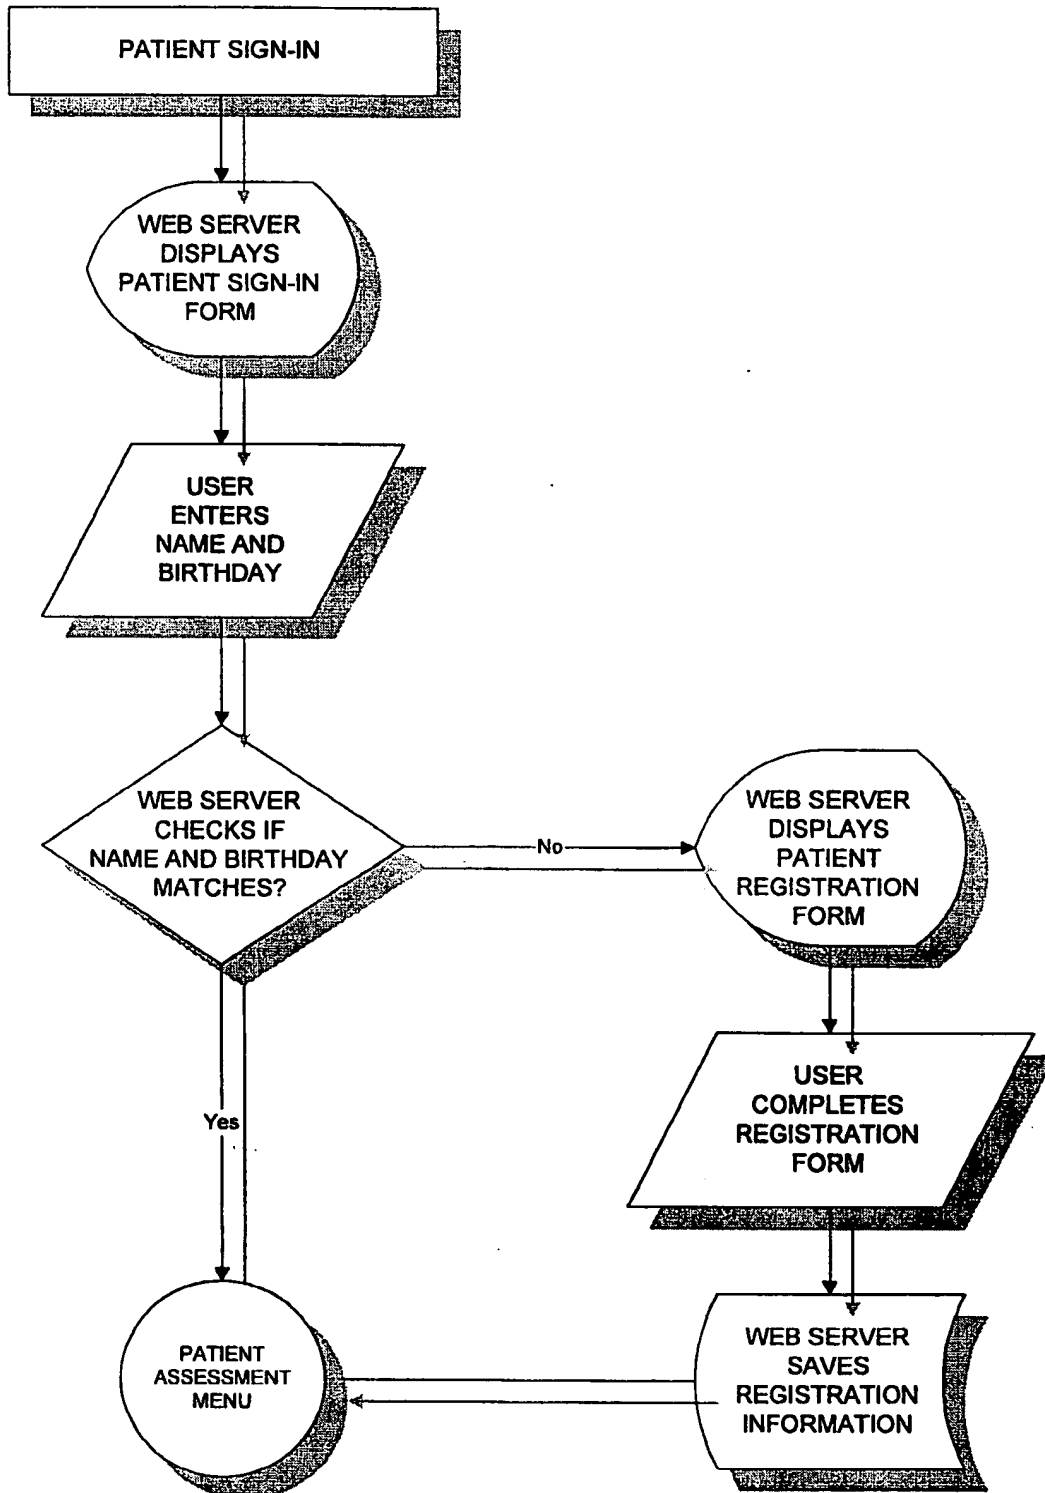 PATIENT SIGN-IN
WEB SERVER
DISPLAYS
PATIENT SIGN-IN
FORM
USER
ENTERS
NAME AND
BIRTHDAY
WEB SERVER
CHECKS IF
NAME AND BIRTHDAY
MATCHES?
No
WEB SERVER
DISPLAYS
PATIENT
REGISTRATION
FORM
USER
COMPLETES
REGISTRATION
FORM
Yes
PATIENT
ASSESSMENT
MENU
WEB SERVER
SAVES
REGISTRATION
INFORMATION